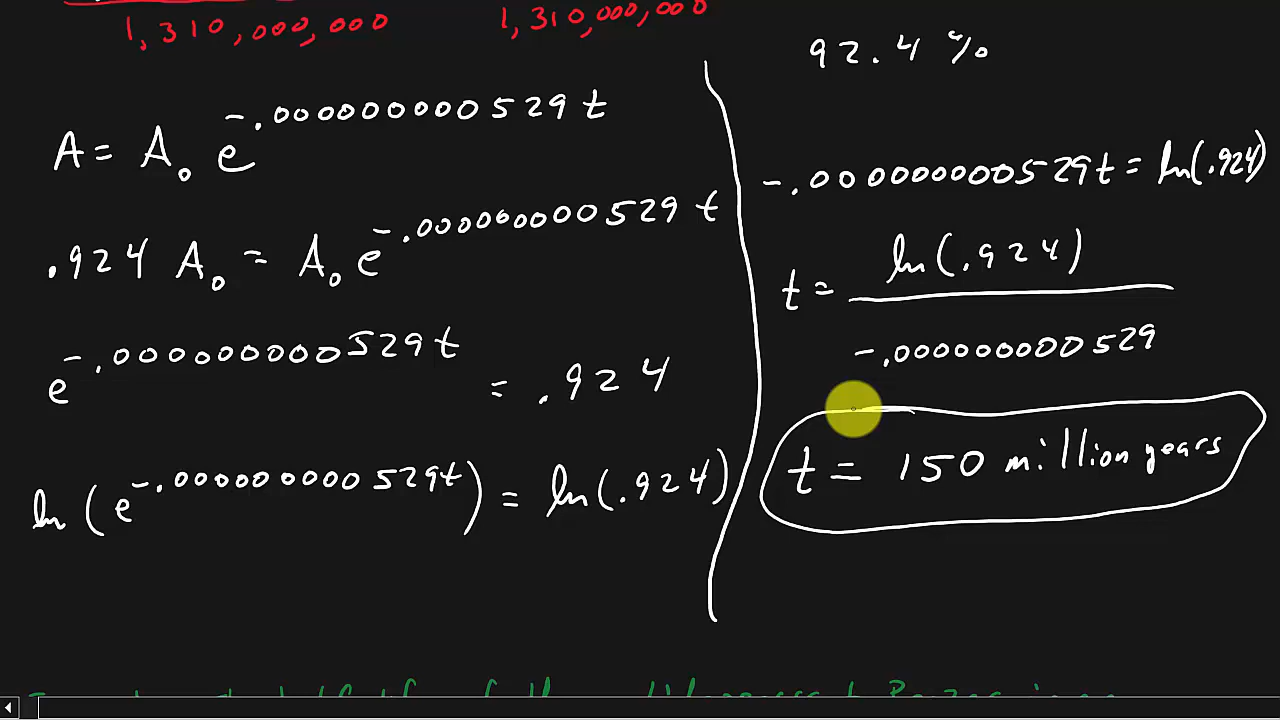 1,310,000,000 1,310,000,000
A = A₀ e^-.000000000529t
.924 A₀ = A₀ e^-.000000000529t
e^-.000000000529t = .924
ln(e^-.000000000529t) = ln(.924)
92.4%
-.000000000529t = ln(.924)
t = ln(.924)
-.000000000529
t = 150 million years